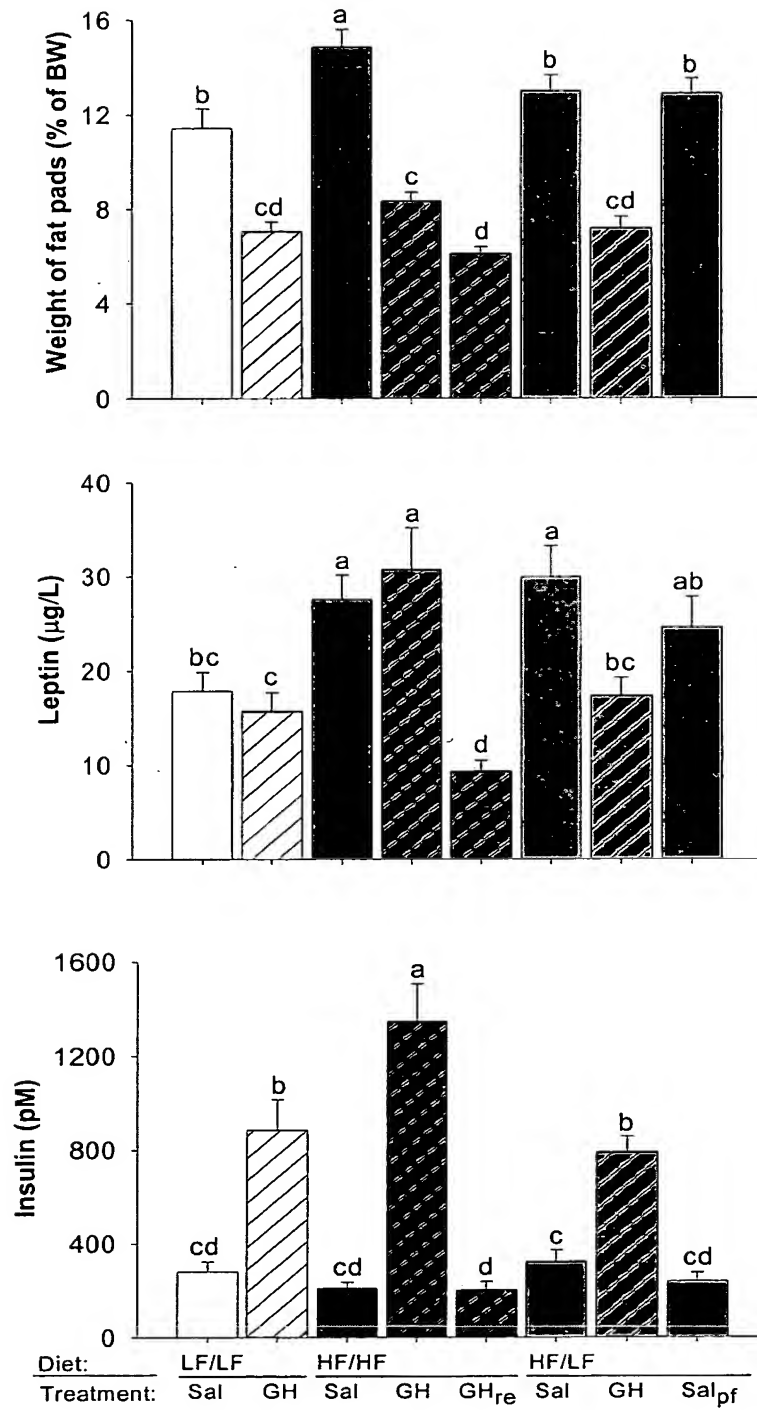 Weight of fat pads (% of BW)
16
12
8
4
0
b
cd
a
c
d
b
cd
b
Leptin (µg/L)
40
30
20
10
0
bc
c
a
a
d
a
bc
ab
Insulin (pM)
1600
1200
800
400
0
cd
b
cd
a
d
c
b
cd
Diet: LF/LF HF/HF HF/LF
Treatment: Sal GH Sal GH GHre Sal GH Salpf